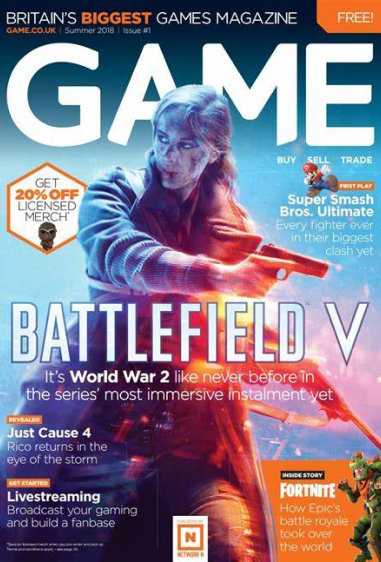 BRITAIN'S BIGGEST GAMES MAGAZINE
FREE!
GAME.CO.UK | Summer 2018 | Issue #1
GAME
BUY SELL TRADE
GET
20% OFF
LICENSED
MERCH*
FIRST PLAY
Super Smash
Bros. Ultimate
Every fighter ever
in their biggest
clash yet
BATTLEFIELD V
It's World War 2 like never before in
the series' most immersive instalment yet
REVEALED
Just Cause 4
Rico returns in the
eye of the storm
GET STARTED
Livestreaming
Broadcast your gaming
and build a fanbase
INSIDE STORY
FORTNITE
How Epic's
battle royale
took over
the world
PUBLISHED BY
N
NETWORK N